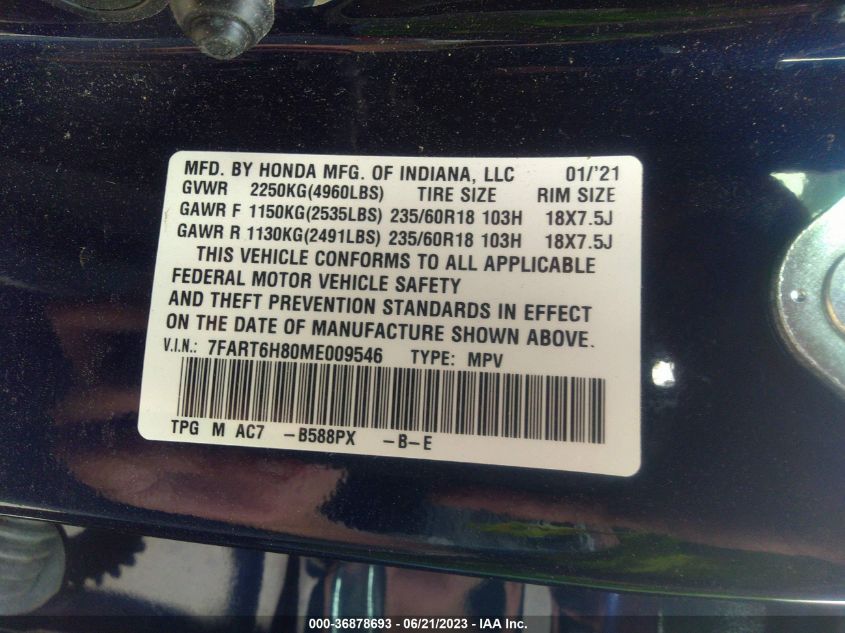 MFD. BY HONDA MFG. OF INDIANA, LLC 01/'21
GVWR 2250KG(4960LBS) TIRE SIZE RIM SIZE
GAWR F 1150KG(2535LBS) 235/60R18 103H 18X7.5J
GAWR R 1130KG(2491LBS) 235/60R18 103H 18X7.5J
THIS VEHICLE CONFORMS TO ALL APPLICABLE
FEDERAL MOTOR VEHICLE SAFETY
AND THEFT PREVENTION STANDARDS IN EFFECT
ON THE DATE OF MANUFACTURE SHOWN ABOVE.
V.I.N.: 7FART6H80ME009546 TYPE: MPV
TPG M AC7 -B588PX -B-E
000-36878693 - 06/21/2023 - IAA Inc.